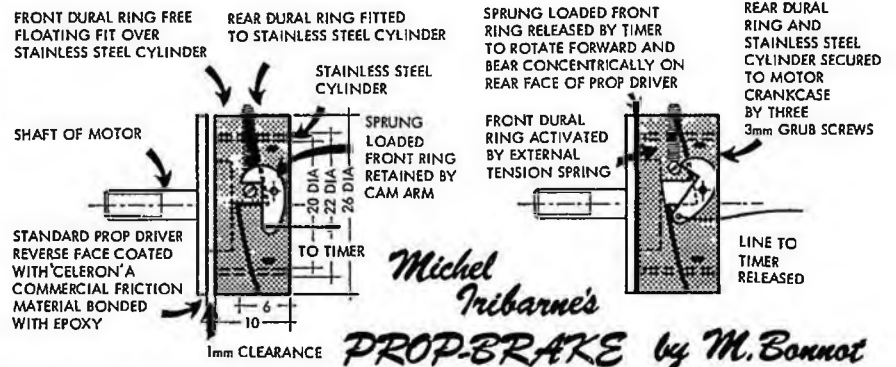 FRONT DURAL RING FREE
FLOATING FIT OVER
STAINLESS STEEL CYLINDER
REAR DURAL RING FITTED
TO STAINLESS STEEL CYLINDER
STAINLESS STEEL
CYLINDER
SHAFT OF MOTOR
SPRUNG
LOADED
FRONT RING
RETAINED BY
CAM ARM
20 DIA
22 DIA
26 DIA
TO TIMER
STANDARD PROP DRIVER
REVERSE FACE COATED
WITH 'CELERON' A
COMMERCIAL FRICTION
MATERIAL BONDED
WITH EPOXY
6
10
1mm CLEARANCE
SPRUNG LOADED FRONT
RING RELEASED BY TIMER
TO ROTATE FORWARD AND
BEAR CONCENTRICALLY ON
REAR FACE OF PROP DRIVER
REAR DURAL
RING AND
STAINLESS STEEL
CYLINDER SECURED
TO MOTOR
CRANKCASE
BY THREE
3mm GRUB SCREWS
FRONT DURAL
RING ACTIVATED
BY EXTERNAL
TENSION SPRING
LINE TO
TIMER
RELEASED
Michel
Iribarne's
PROP-BRAKE by M. Bonnot